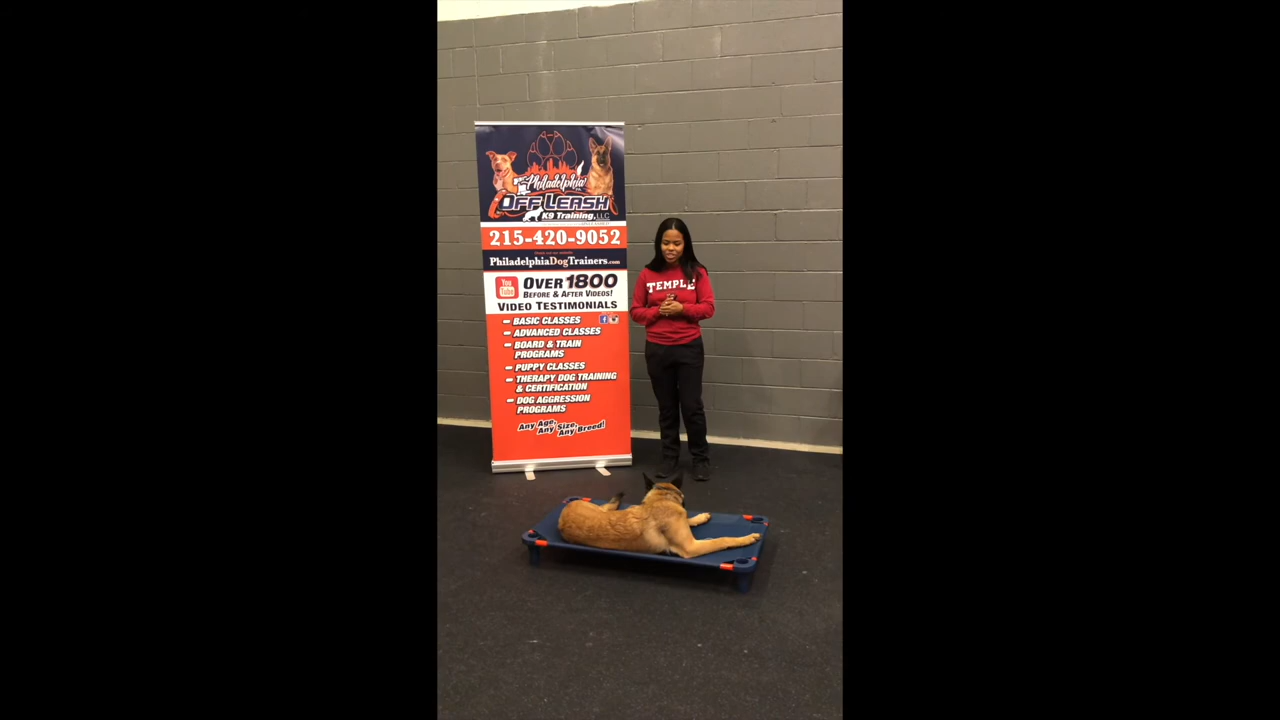 Philadelphia
OFF LEASH
K9 Training, LLC
215-420-9052
PhiladelphiaDogTrainers.com
You Tube
OVER 1800
BEFORE & AFTER VIDEOS!
VIDEO TESTIMONIALS
– BASIC CLASSES
– ADVANCED CLASSES
– BOARD & TRAIN
PROGRAMS
– PUPPY CLASSES
– THERAPY DOG TRAINING
& CERTIFICATION
– DOG AGGRESSION
PROGRAMS
Any Age,
Any Size,
Any Breed!
TEMPLE